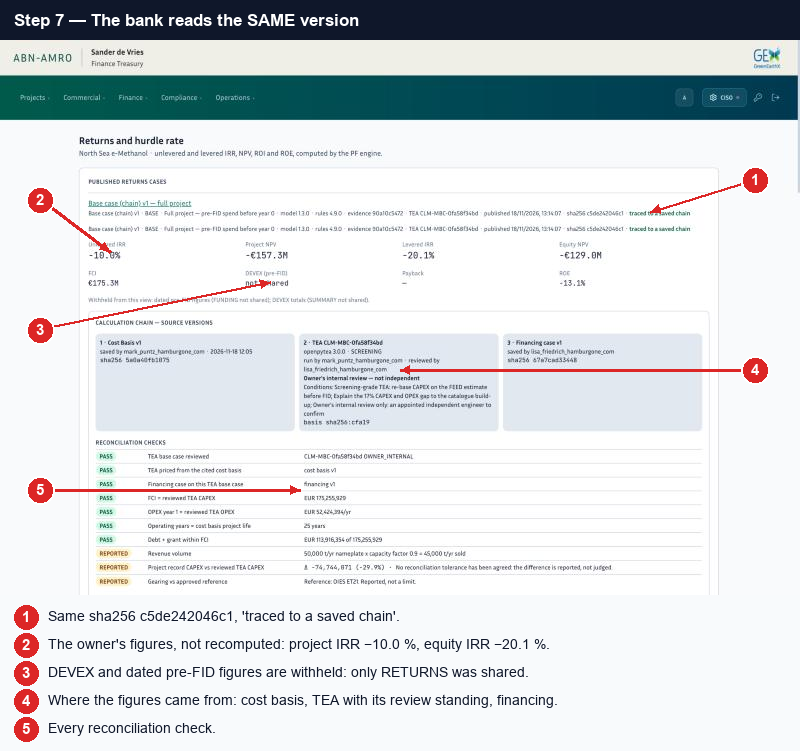 Step 7 — The bank reads the SAME version
ABN-AMRO
Sander de Vries
Finance Treasury
GEX
GreenEarthX
Projects
Commercial
Finance
Compliance
Operations
A
CISO
Returns and hurdle rate
North Sea e-Methanol · unlevered and levered IRR, NPV, ROI and ROE, computed by the PF engine.
PUBLISHED RETURNS CASES
1
2
Base case (chain) v1 — full project
Base case (chain) v1 · BASE · Full project — pre-FID spend before year 0 · model 1.3.0 · rules 4.9.0 · evidence 90a10c5472 · TEA CLM-MBC-0fa58f34bd · published 18/11/2026, 13:14:07 · sha256 c5de242046c1 · traced to a saved chain
Base case (chain) v1 · BASE · Full project — pre-FID spend before year 0 · model 1.3.0 · rules 4.9.0 · evidence 90a10c5472 · TEA CLM-MBC-0fa58f34bd · published 18/11/2026, 13:14:07 · sha256 c5de242046c1 · traced to a saved chain
Project NPV
Levered IRR
Equity NPV
-10.0%
-€157.3M
-20.1%
-€129.0M
FCI
DEVEX (pre-FID)
Payback
ROE
€175.3M
not shared
—
-13.1%
Withheld from this view: dated pre-FID figures (FUNDING not shared); DEVEX totals (SUMMARY not shared).
3
CALCULATION CHAIN — SOURCE VERSIONS
1 · Cost Basis v1
saved by mark_puntz_hamburgone_com · 2026-11-18 12:05
sha256 5a0a40fb1075
2 · TEA CLM-MBC-0fa58f34bd
openpytea 3.0.0 · SCREENING
run by mark_puntz_hamburgone_com · reviewed by
lisa_friedrich_hamburgone_com
Owner's internal review — not independent
Conditions: Screening-grade TEA: re-base CAPEX on the FEED estimate
before FID; Explain the 17% CAPEX and OPEX gap to the catalogue build-
up; Owner's internal review only: an appointed independent engineer to
confirm
basis sha256:cfa19
3 · Financing case v1
saved by lisa_friedrich_hamburgone_com
sha256 67a7cad33448
4
RECONCILIATION CHECKS
PASS TEA base case reviewed CLM-MBC-0fa58f34bd OWNER_INTERNAL
PASS TEA priced from the cited cost basis cost basis v1
PASS Financing case on this TEA base case financing v1
5
PASS FCI = reviewed TEA CAPEX EUR 175,255,929
PASS OPEX year 1 = reviewed TEA OPEX EUR 52,424,394/yr
PASS Operating years = cost basis project life 25 years
PASS Debt + grant within FCI EUR 113,916,354 of 175,255,929
REPORTED Revenue volume 50,000 t/yr nameplate x capacity factor 0.9 = 45,000 t/yr sold
REPORTED Project record CAPEX vs reviewed TEA CAPEX Δ -74,744,071 (-29.9%) · No reconciliation tolerance has been agreed: the difference is reported, not judged.
REPORTED Gearing vs approved reference Reference: DIES ET21. Reported, not a limit.
1 Same sha256 c5de242046c1, 'traced to a saved chain'.
2 The owner's figures, not recomputed: project IRR −10.0 %, equity IRR −20.1 %.
3 DEVEX and dated pre-FID figures are withheld: only RETURNS was shared.
4 Where the figures came from: cost basis, TEA with its review standing, financing.
5 Every reconciliation check.